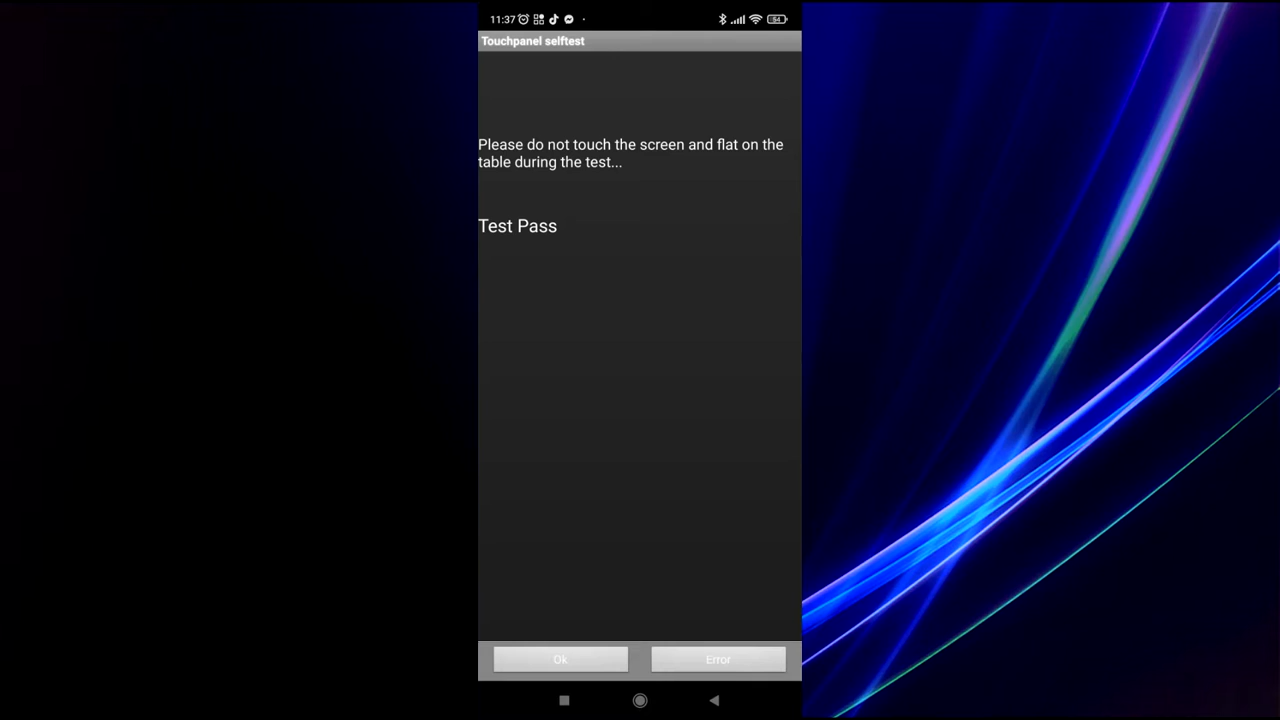 11:37
54
Touchpanel selftest
Please do not touch the screen and flat on the
table during the test...
Test Pass
Ok Error